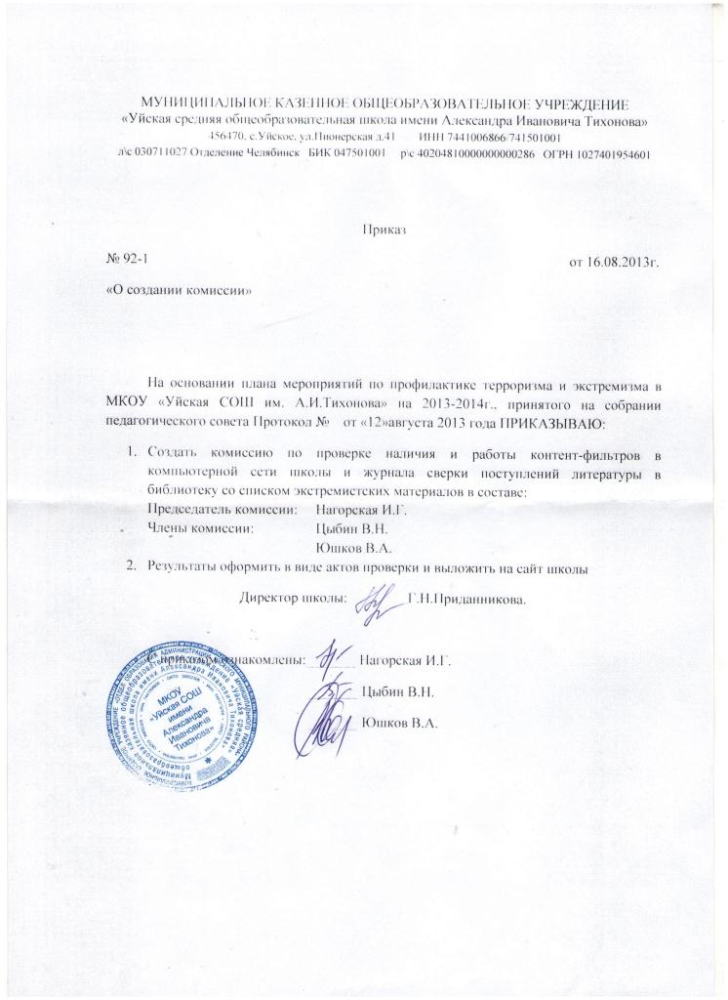 МУНИЦИПАЛЬНОЕ КАЗЕННОЕ ОБЩЕОБРАЗОВАТЕЛЬНОЕ УЧРЕЖДЕНИЕ
«Уйская средняя общеобразовательная школа имени Александра Ивановича Тихонова»
456470, с.Уйское, ул.Пионерская д.41 ИНН 7441006866/741501001
л\с 030711027 Отделение Челябинск БИК 047501001 р\с 40204810000000000286 ОГРН 1027401954601
Приказ
№ 92-1 от 16.08.2013г.
«О создании комиссии»
На основании плана мероприятий по профилактике терроризма и экстремизма в
МКОУ «Уйская СОШ им. А.И.Тихонова» на 2013-2014г., принятого на собрании
педагогического совета Протокол № от «12»августа 2013 года ПРИКАЗЫВАЮ:
1. Создать комиссию по проверке наличия и работы контент-фильтров в
компьютерной сети школы и журнала сверки поступлений литературы в
библиотеку со списком экстремистских материалов в составе:
Председатель комиссии: Нагорская И.Г.
Члены комиссии: Цыбин В.Н.
Юшков В.А.
2. Результаты оформить в виде актов проверки и выложить на сайт школы
Директор школы: Г.Н.Приданникова.
С приказом ознакомлены: Нагорская И.Г.
Цыбин В.Н.
Юшков В.А.
МКОУ
«Уйская СОШ
имени
Александра
Ивановича
Тихонова»